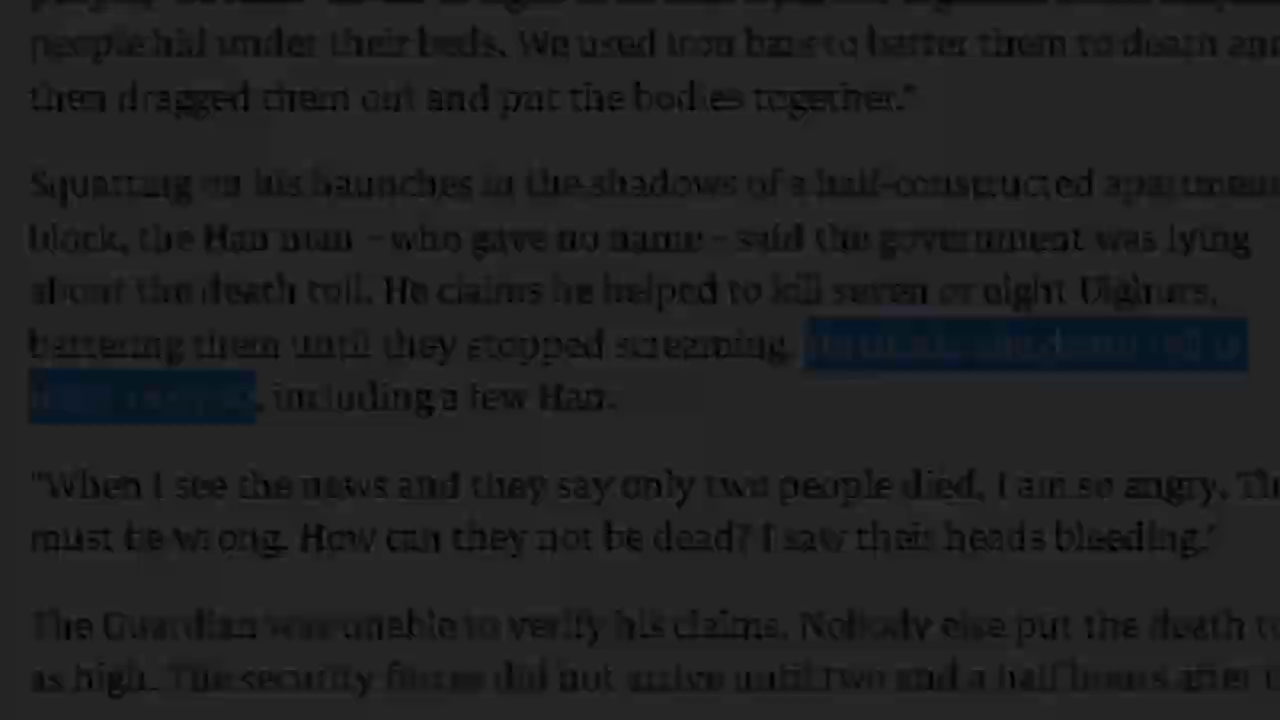 people hid under their beds. We used iron bars to batter them to death and
then dragged them out and put the bodies together."
Squatting on his haunches in the shadows of a half-constructed apartment
block, the Han man – who gave no name – said the government was lying
about the death toll. He claims he helped to kill seven or eight Uighurs,
battering them until they stopped screaming.
, including a few Han.
"When I see the news and they say only two people died, I am so angry. The
must be wrong. How can they not be dead? I saw their heads bleeding."
The Guardian was unable to verify his claims. Nobody else put the death
as high. The security forces did not arrive until two and a half hours after